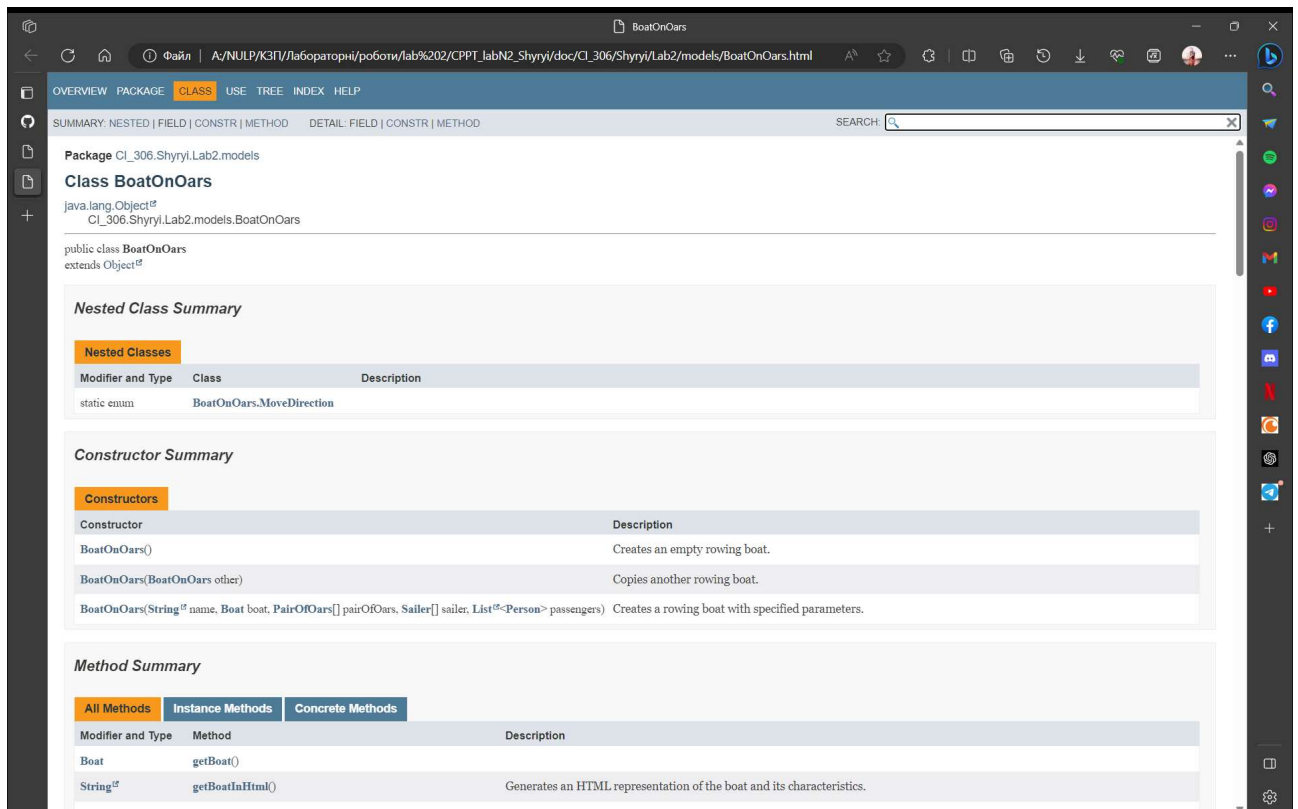 BoatOnOars
Файл | A:/NULP/КЗП/Лабораторні/роботи/lab%202/CPPT_labN2_Shyryi/doc/CI_306/Shyryi/Lab2/models/BoatOnOars.html
OVERVIEW PACKAGE CLASS USE TREE INDEX HELP
SUMMARY: NESTED | FIELD | CONSTR | METHOD DETAIL: FIELD | CONSTR | METHOD SEARCH:
Package CI_306.Shyryi.Lab2.models
Class BoatOnOars
java.lang.Object
CI_306.Shyryi.Lab2.models.BoatOnOars
public class BoatOnOars
extends Object
Nested Class Summary
Nested Classes
Modifier and Type Class Description
static enum BoatOnOars.MoveDirection
Constructor Summary
Constructors
Constructor Description
BoatOnOars() Creates an empty rowing boat.
BoatOnOars(BoatOnOars other) Copies another rowing boat.
BoatOnOars(String name, Boat boat, PairOfOars[] pairOfOars, Sailer[] sailer, List<Person> passengers) Creates a rowing boat with specified parameters.
Method Summary
All Methods Instance Methods Concrete Methods
Modifier and Type Method Description
Boat getBoat()
String getBoatInHtml() Generates an HTML representation of the boat and its characteristics.